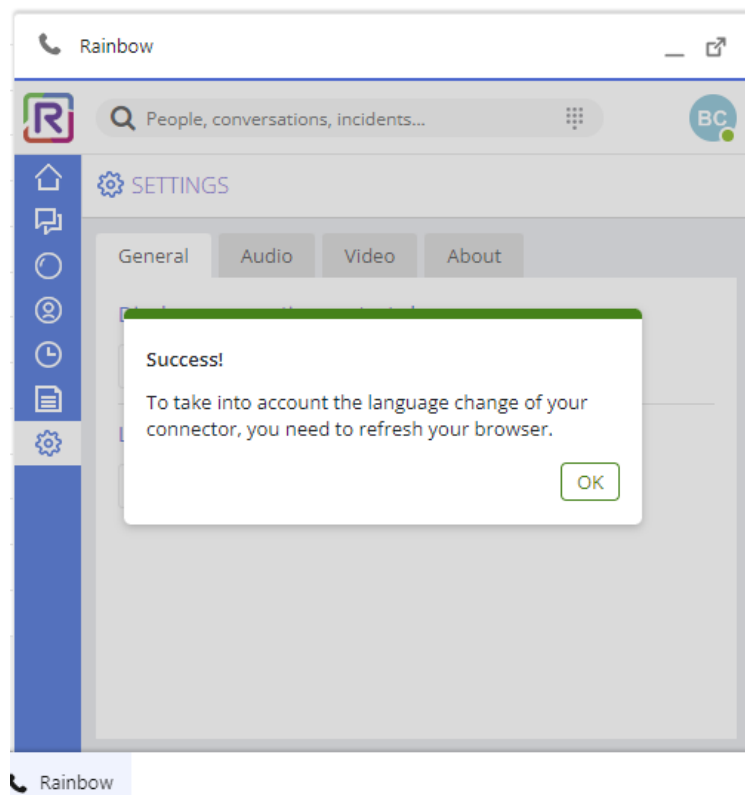 Rainbow
R
People, conversations, incidents...
BC
SETTINGS
General Audio Video About
Success!
To take into account the language change of your
connector, you need to refresh your browser.
OK
Rainbow